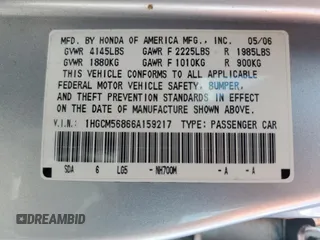 MFD. BY HONDA OF AMERICA MFG., INC. 05/06
GVWR 4145LBS GAWR F 2225LBS R 1985LBS
GVWR 1880KG GAWR F 1010KG R 900KG
THIS VEHICLE CONFORMS TO ALL APPLICABLE
FEDERAL MOTOR VEHICLE SAFETY, BUMPER,
AND THEFT PREVENTION STANDARDS IN EFFECT
ON THE DATE OF MANUFACTURE SHOWN ABOVE.
V.I.N.: 1HGCM56866A159217 TYPE: PASSENGER CAR
SDA 6 L05 - NH700M - A - A
DREAMBID